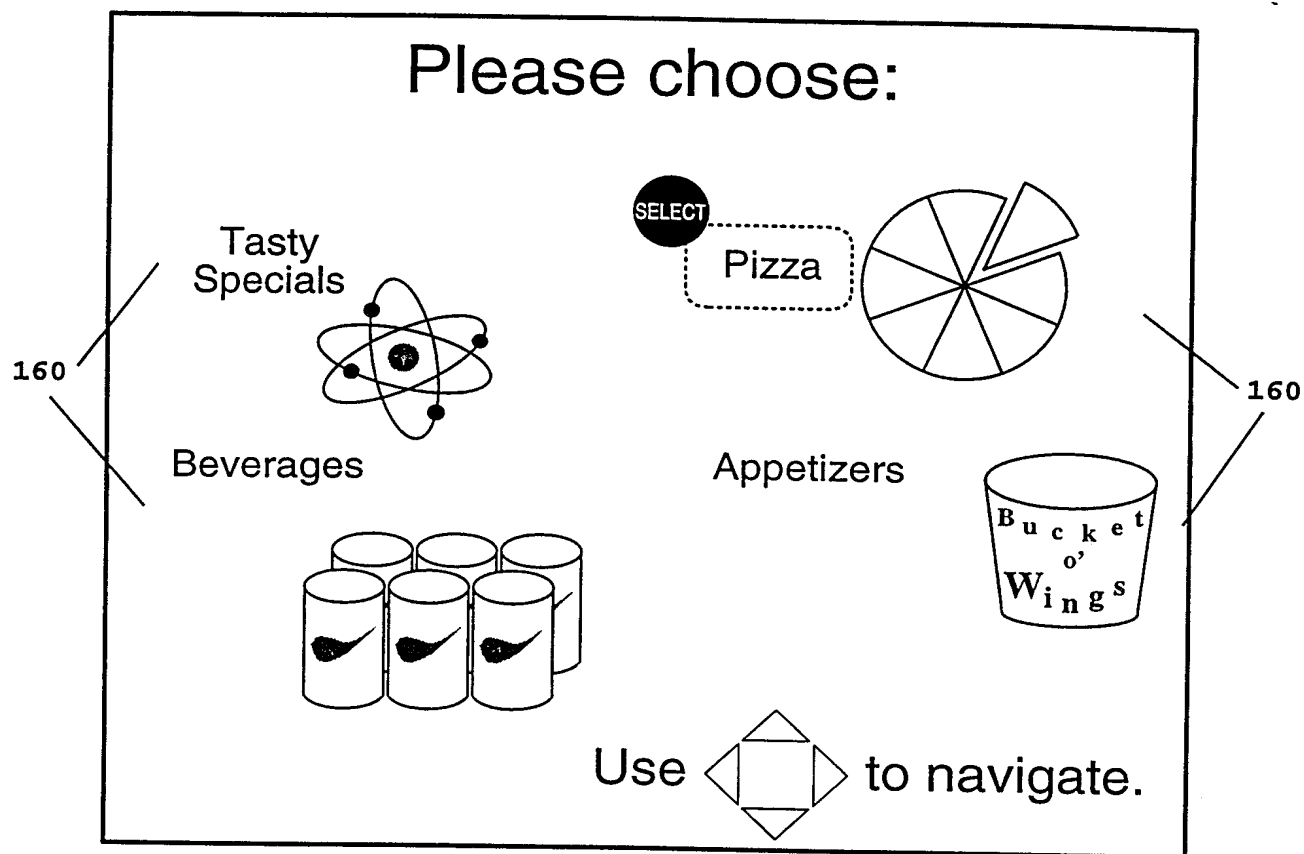 Please choose:
SELECT
Tasty
Specials
Pizza
160
160
Beverages
Appetizers
Bucket
o’
Wings
Use to navigate.